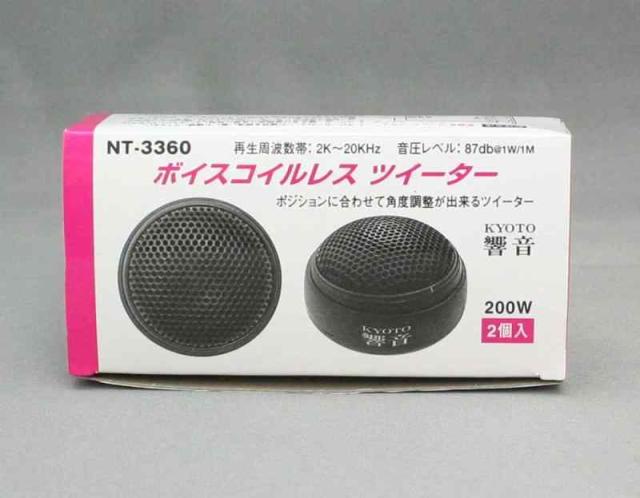 NT-3360
再生周波数帯：2K～20KHz 音圧レベル：87db@1W/1M
ボイスコイルレス ツイーター
ポジションに合わせて角度調整が出来るツイーター
KYOTO
響音
KYOTO
響音
200W
2個入